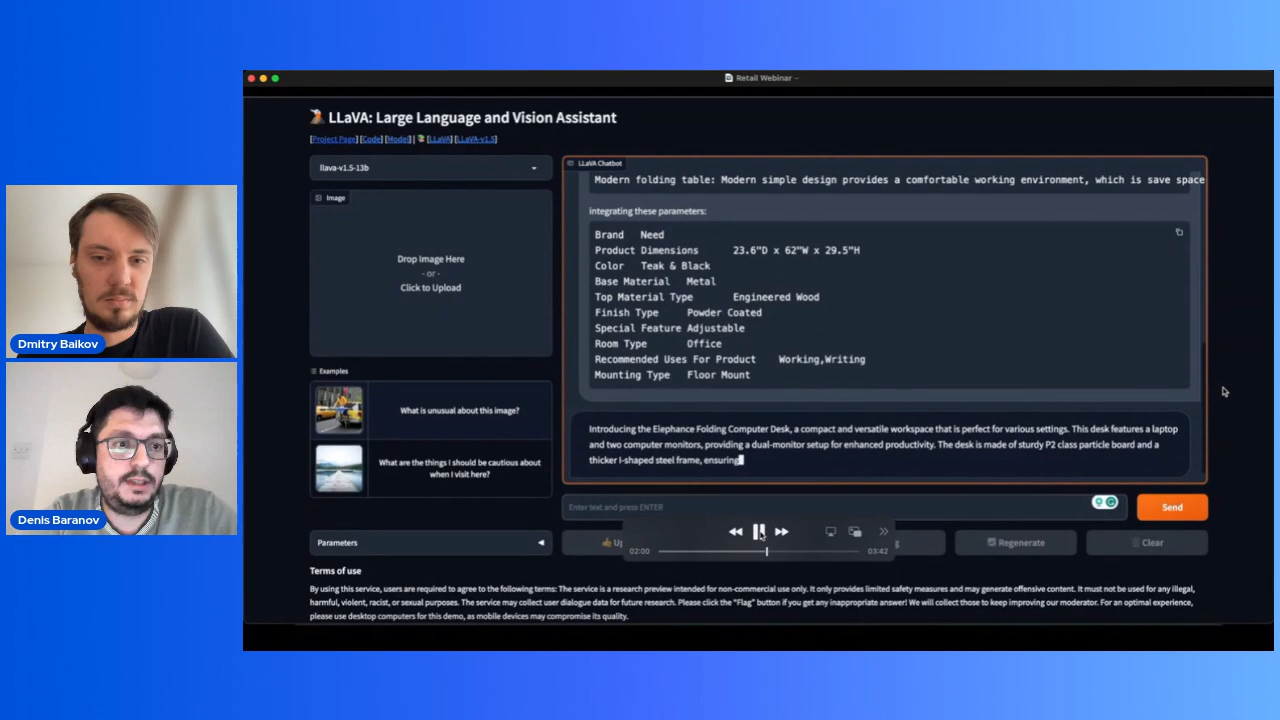 Retail Webinar
LLaVA: Large Language and Vision Assistant
[Project Page] [Code] [Model] | [LLaVA] [LLaVA-v1.5]
llava-v1.5-13b
Image
Drop Image Here
- or -
Click to Upload
Examples
What is unusual about this image?
What are the things I should be cautious about
when I visit here?
Parameters
LLaVA Chatbot
Modern folding table: Modern simple design provides a comfortable working environment, which is save space
integrating these parameters:
Brand Need
Product Dimensions 23.6"D x 62"W x 29.5"H
Color Teak & Black
Base Material Metal
Top Material Type Engineered Wood
Finish Type Powder Coated
Special Feature Adjustable
Room Type Office
Recommended Uses For Product Working,Writing
Mounting Type Floor Mount
Introducing the Elephance Folding Computer Desk, a compact and versatile workspace that is perfect for various settings. This desk features a laptop
and two computer monitors, providing a dual-monitor setup for enhanced productivity. The desk is made of sturdy P2 class particle board and a
thicker I-shaped steel frame, ensuring
Enter text and press ENTER
Send
Regenerate
Clear
02:00
03:42
Terms of use
By using this service, users are required to agree to the following terms: The service is a research preview intended for non-commercial use only. It only provides limited safety measures and may generate offensive content. It must not be used for any illegal,
harmful, violent, racist, or sexual purposes. The service may collect user dialogue data for future research. Please click the "Flag" button if you get any inappropriate answer! We will collect those to keep improving our moderator. For an optimal experience,
please use desktop computers for this demo, as mobile devices may compromise its quality.
Dmitry Balkov
Denis Baranov